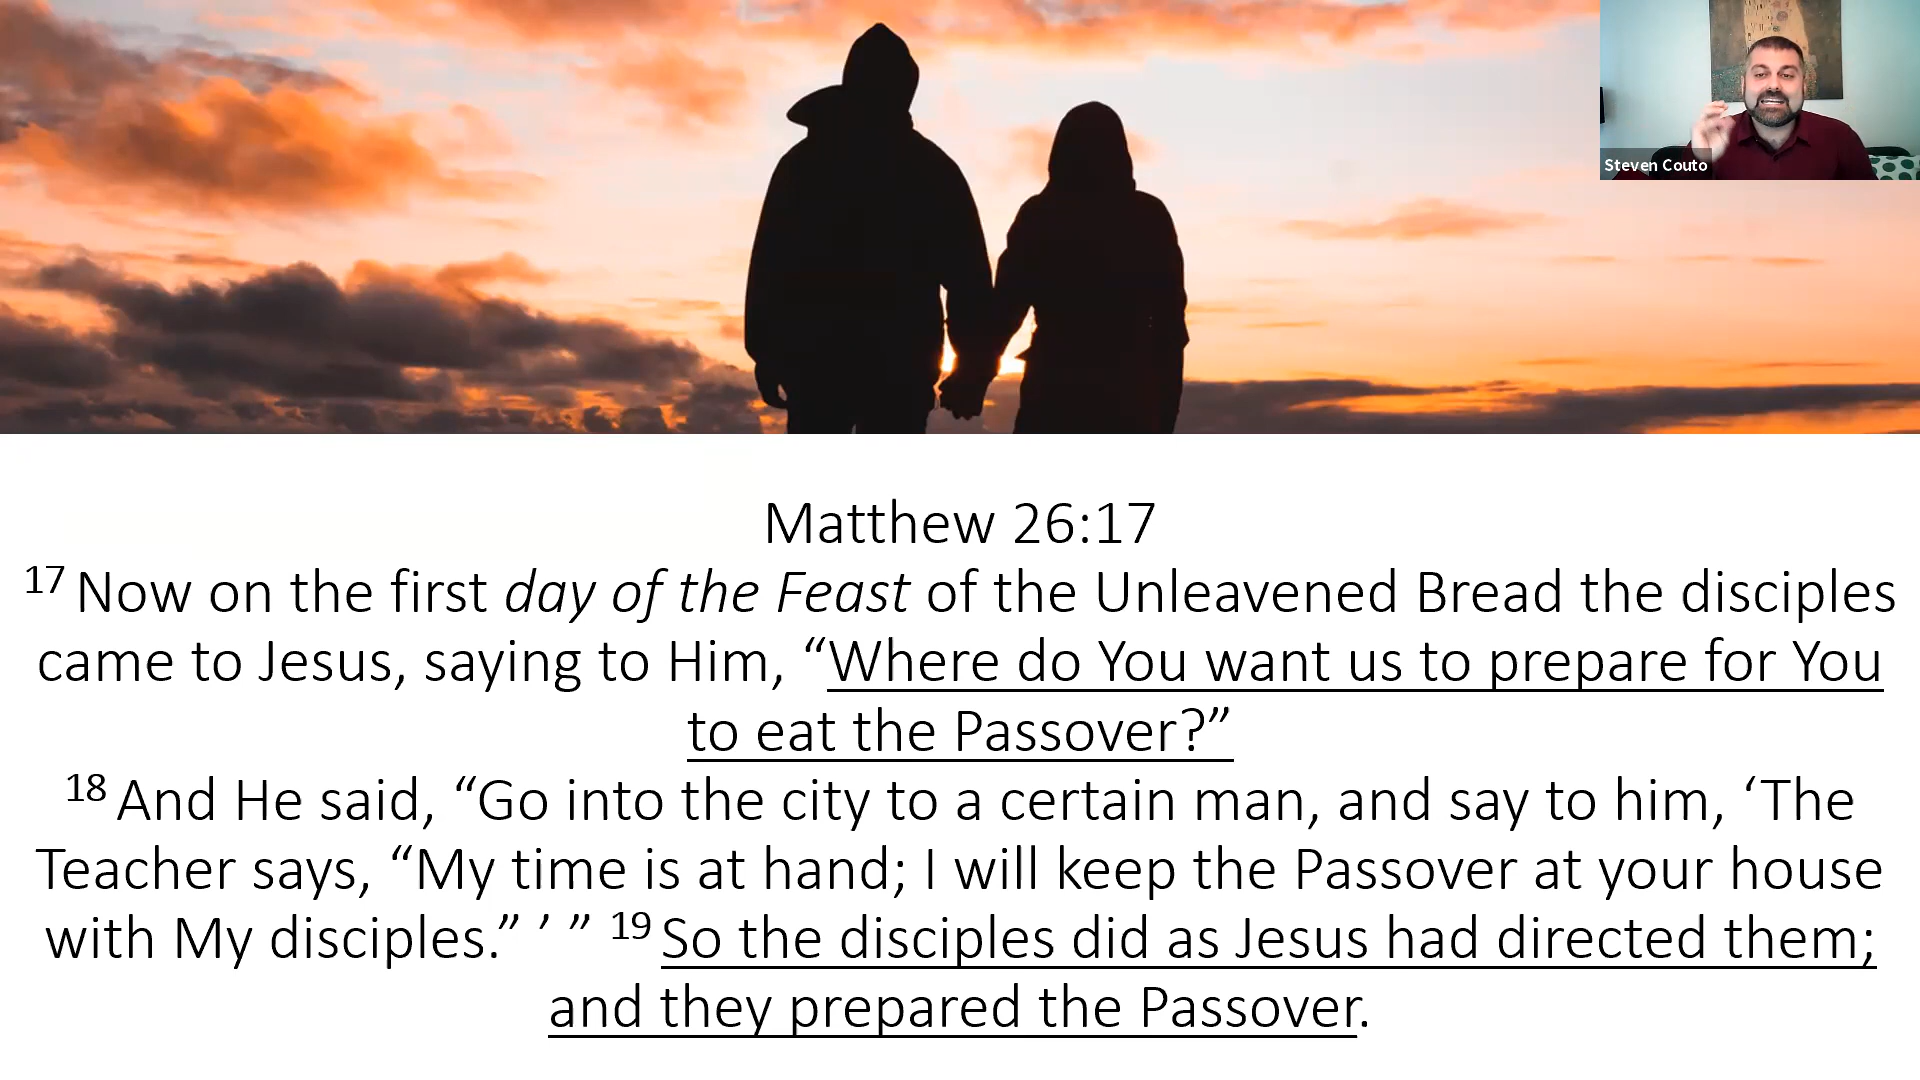 Steven Couto
Matthew 26:17
17 Now on the first day of the Feast of the Unleavened Bread the disciples
came to Jesus, saying to Him, “Where do You want us to prepare for You
to eat the Passover?”
18 And He said, “Go into the city to a certain man, and say to him, ‘The
Teacher says, “My time is at hand; I will keep the Passover at your house
with My disciples.” ’ ” 19 So the disciples did as Jesus had directed them;
and they prepared the Passover.